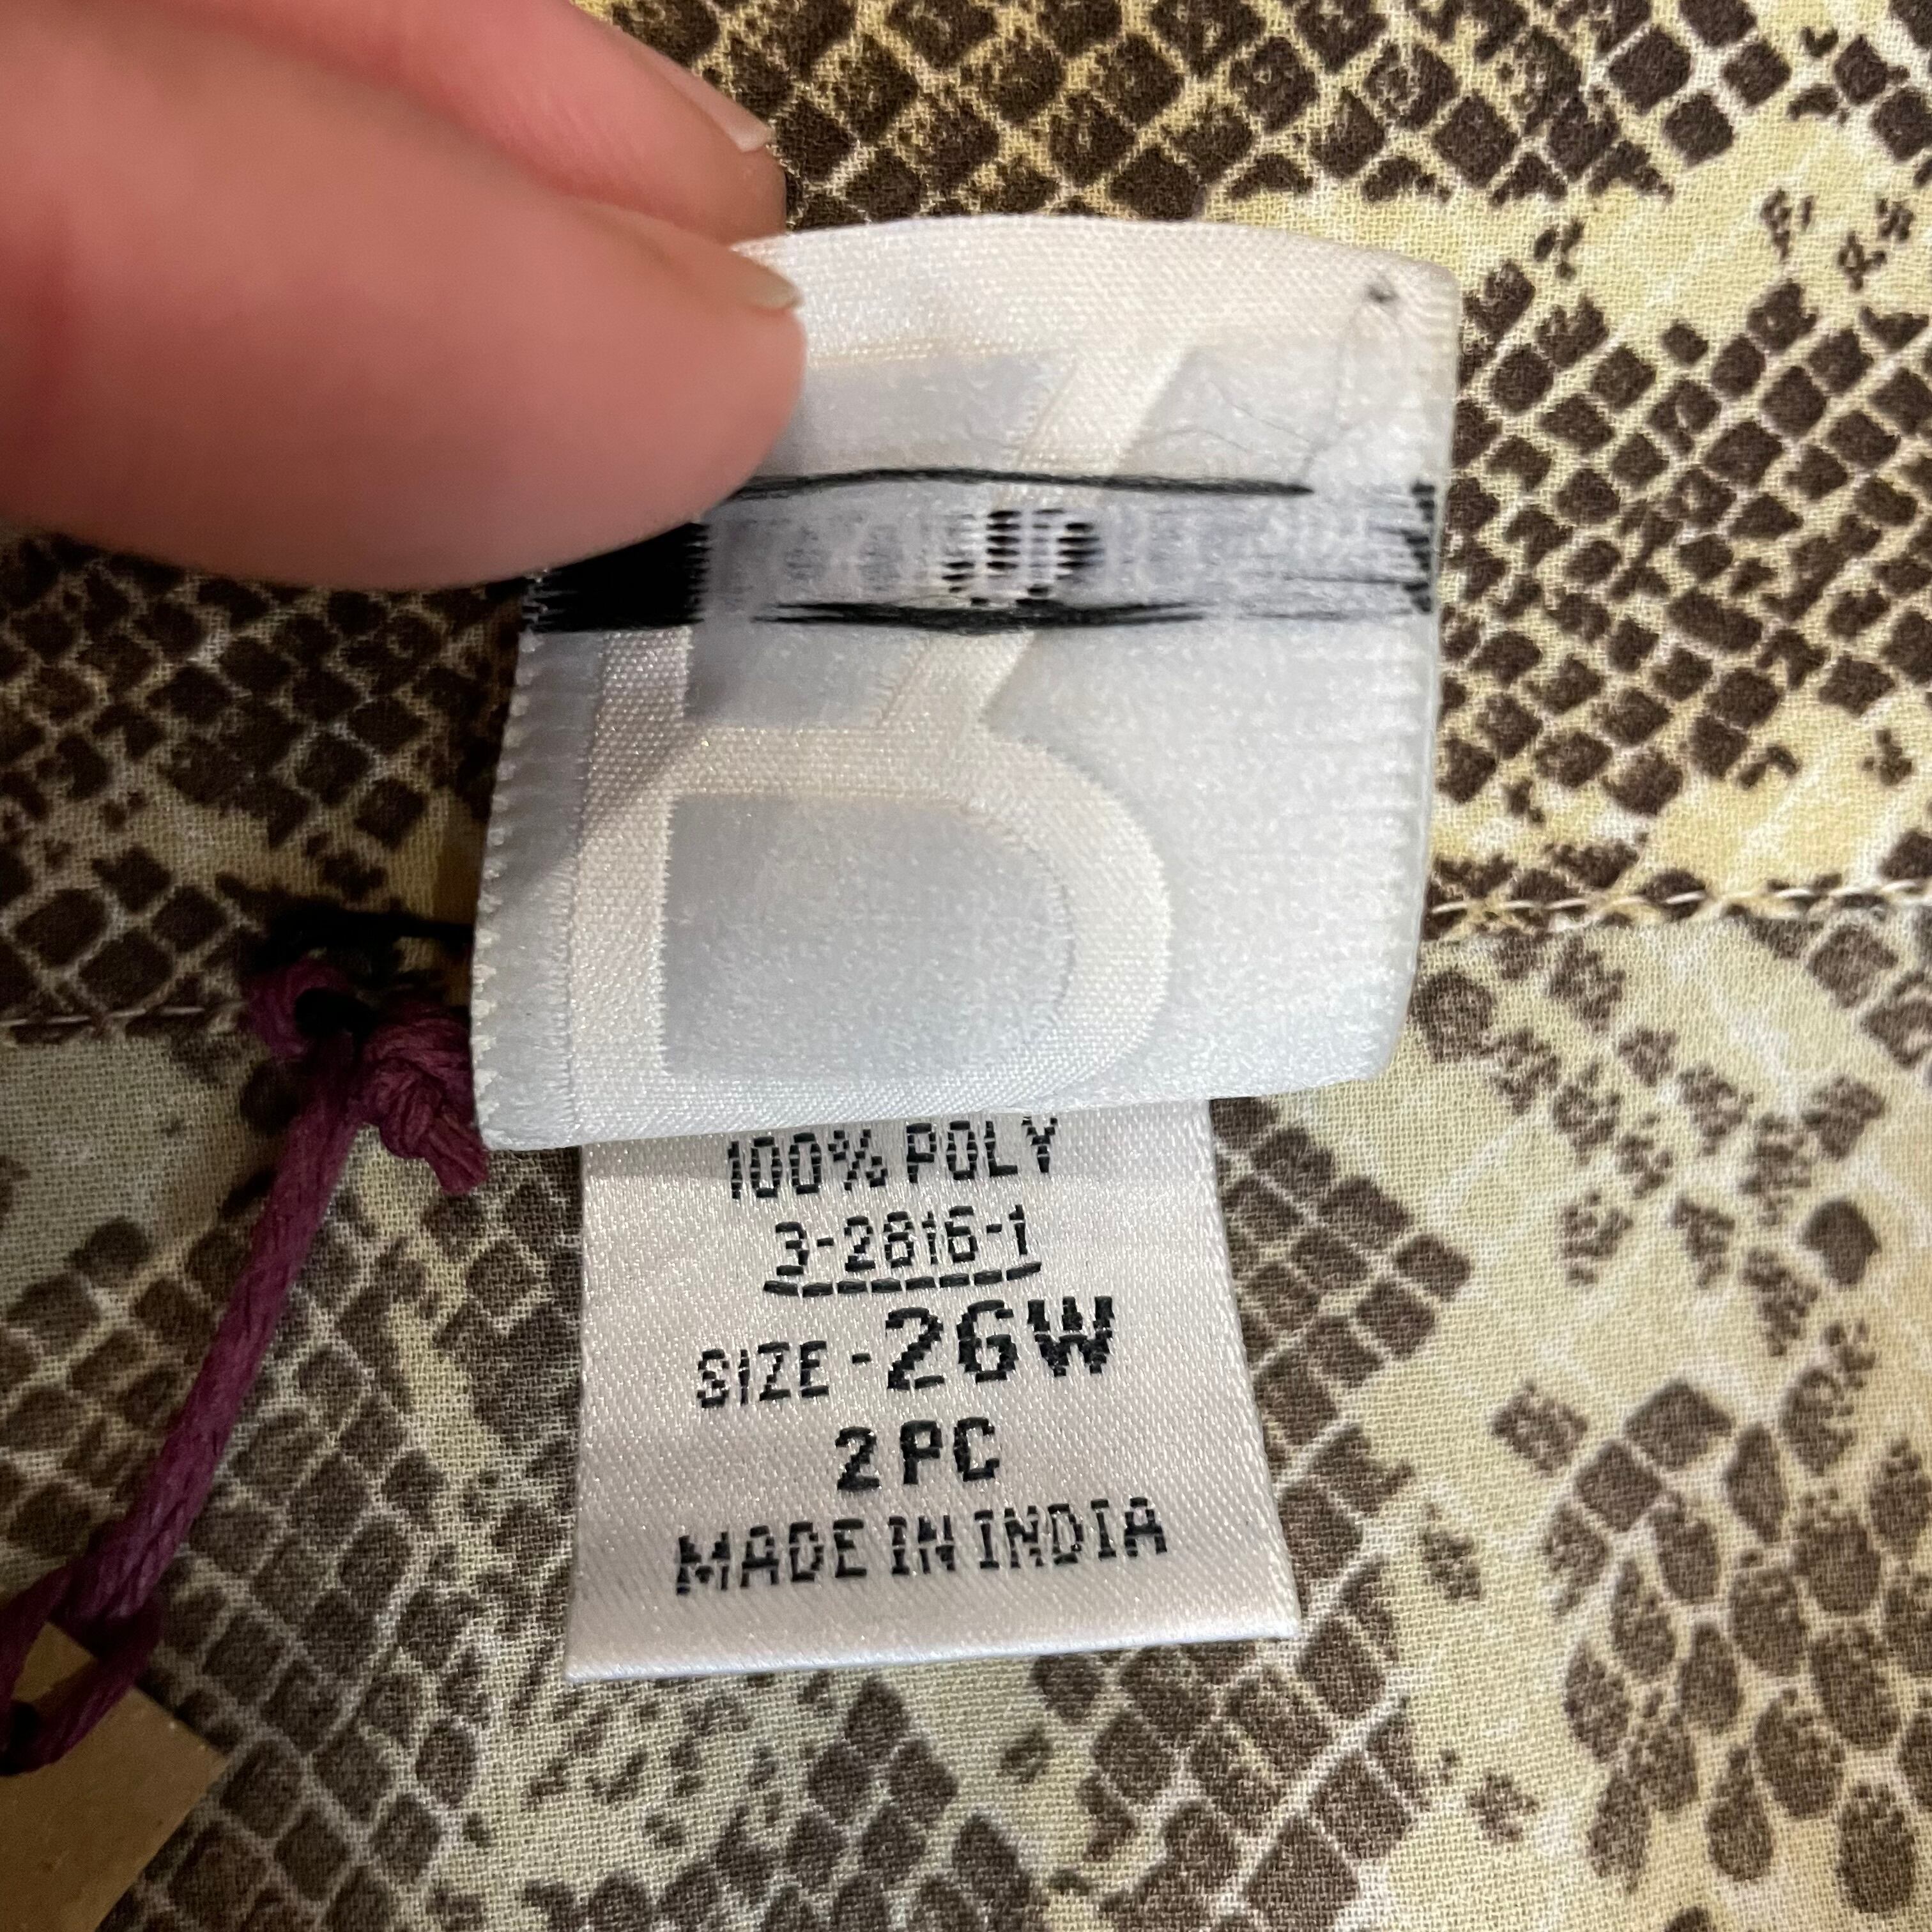 100% POLY
3-2816-1
SIZE - 26W
2 PC
MADE IN INDIA